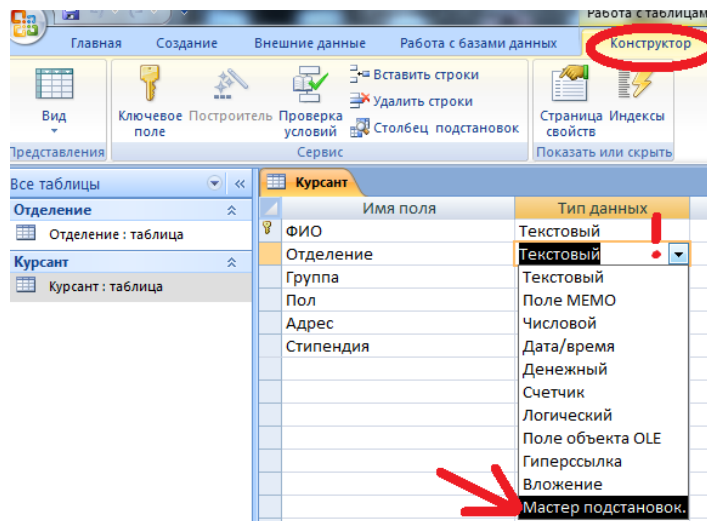 Работа с таблицам
Главная Создание Внешние данные Работа с базами данных Конструктор
Вид
Ключевое поле
Построитель
Проверка условий
Вставить строки
Удалить строки
Столбец подстановок
Страница свойств
Индексы
Представления Сервис Показать или скрыть
Все таблицы
Отделение
Отделение : таблица
Курсант
Курсант : таблица
Курсант
Имя поля Тип данных
ФИО Текстовый
Отделение Текстовый
Группа Текстовый
Пол Поле МЕМО
Адрес Числовой
Стипендия Дата/время
Денежный
Счетчик
Логический
Поле объекта OLE
Гиперссылка
Вложение
Мастер подстановок.